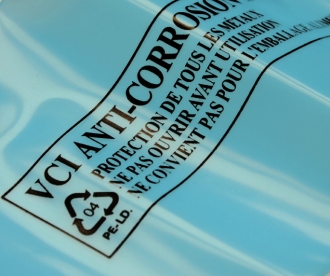 VCI ANTI-CORROSION
PROTECTION DE TOUS LES MÉTAUX
NE PAS OUVRIR AVANT UTILISATION
NE CONVIENT PAS POUR L'EMBALLAGE
04
PE-LD.